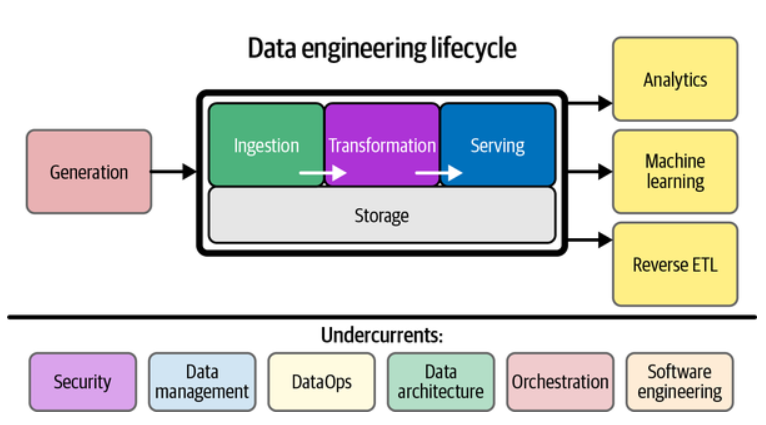 Data engineering lifecycle
Generation
Ingestion
Transformation
Serving
Storage
Analytics
Machine
learning
Reverse ETL
Undercurrents:
Security
Data
management
DataOps
Data
architecture
Orchestration
Software
engineering